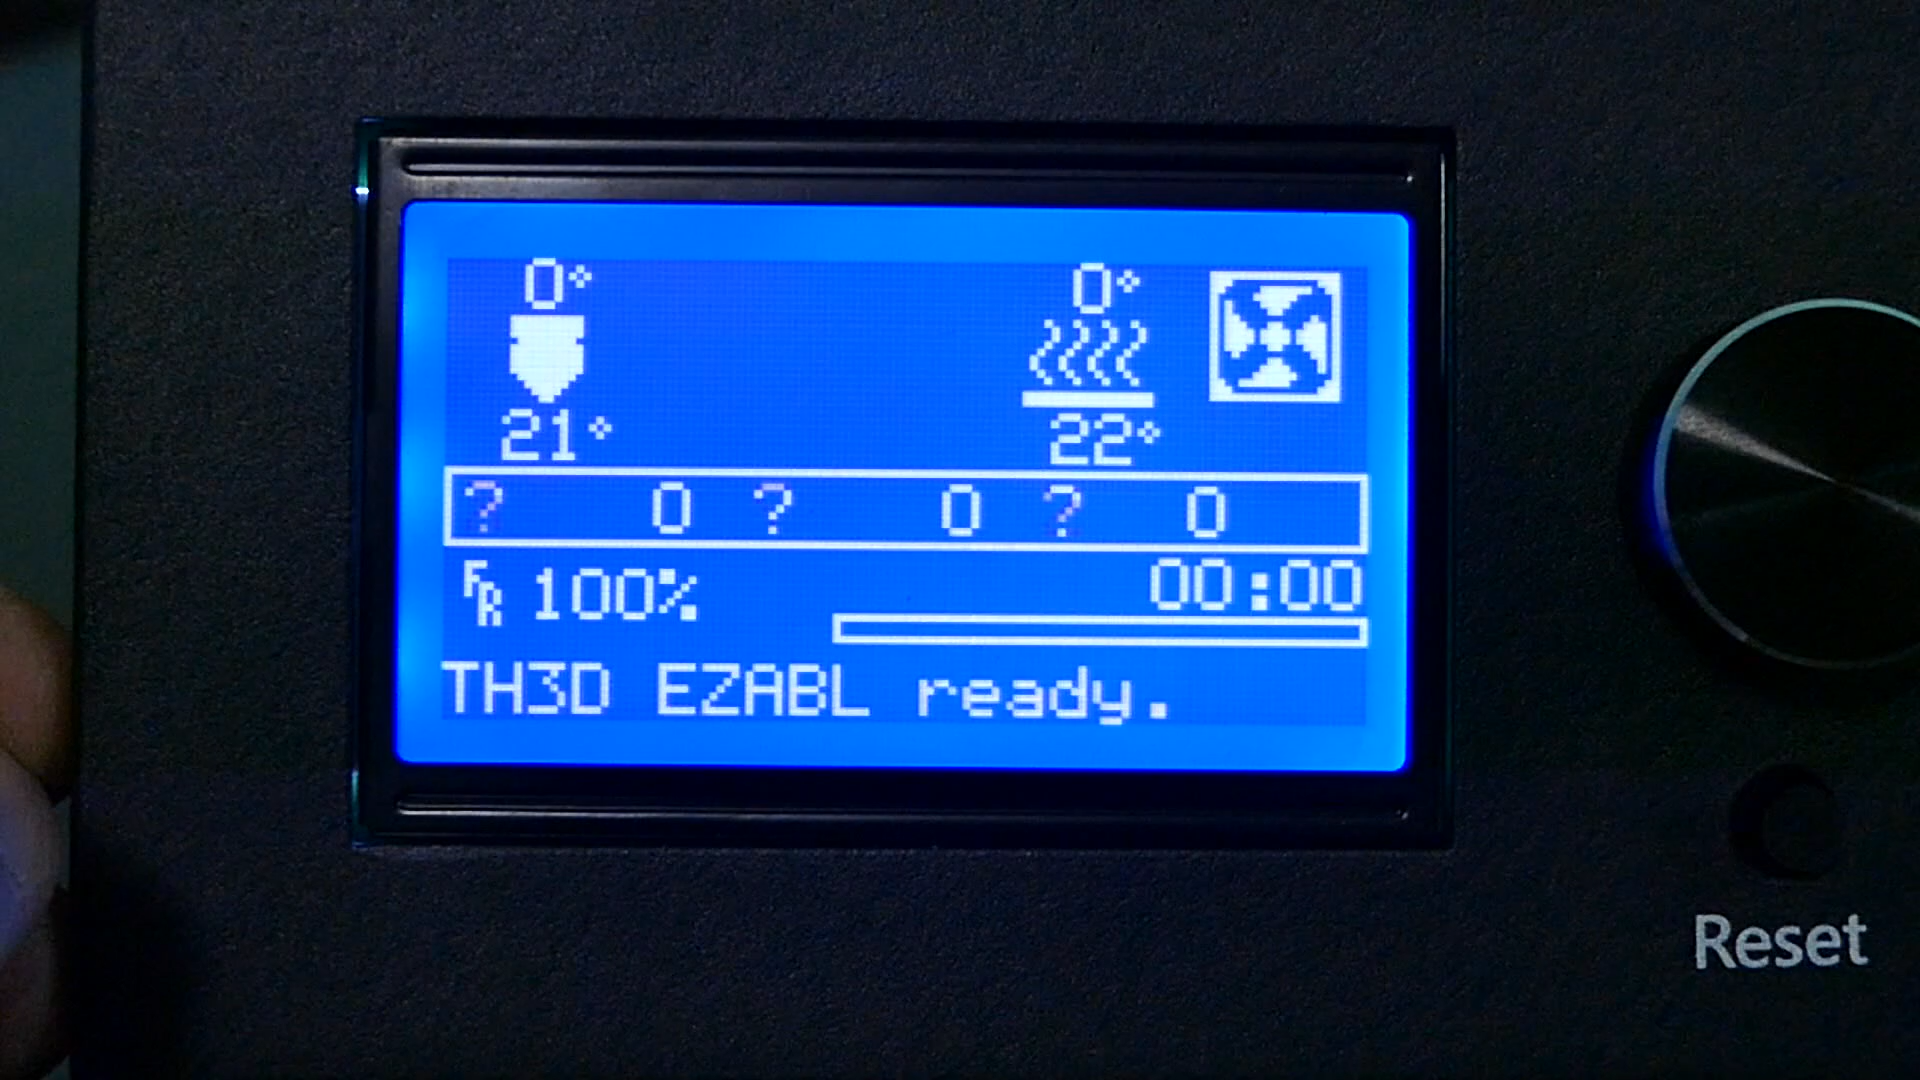 0° 0°
21° 22°
? 0 ? 0 ? 0
FR 100% 00:00
TH3D EZABL ready.
Reset